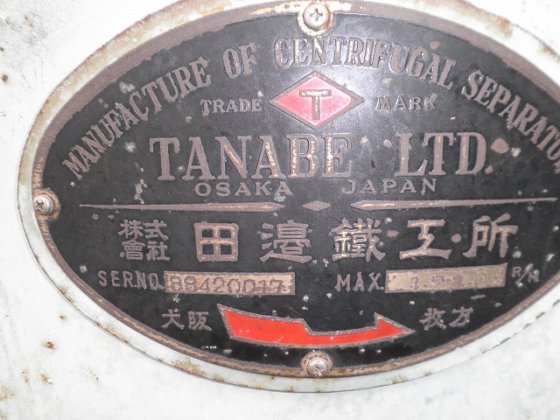 MANUFACTURE OF CENTRIFUGAL SEPARATOR
TRADE T MARK
TANABE LTD
OSAKA JAPAN
株式會社 田邉鐵工所
SER.NO. 88420017 MAX.
大阪 枚方